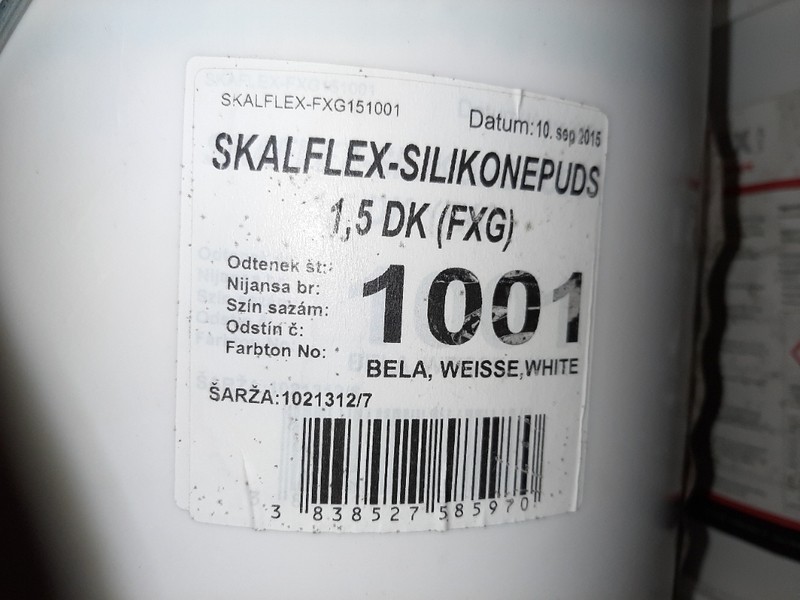 SKALFLEX-FXG151001
Datum:10. sep 2015
SKALFLEX-SILIKONEPUDS
1,5 DK (FXG)
Odtenek št:
Nijansa br:
Szín sazám:
Odstín č:
Farbton No:
1001
BELA, WEISSE,WHITE
ŠARŽA:1021312/7
3 838527 585970